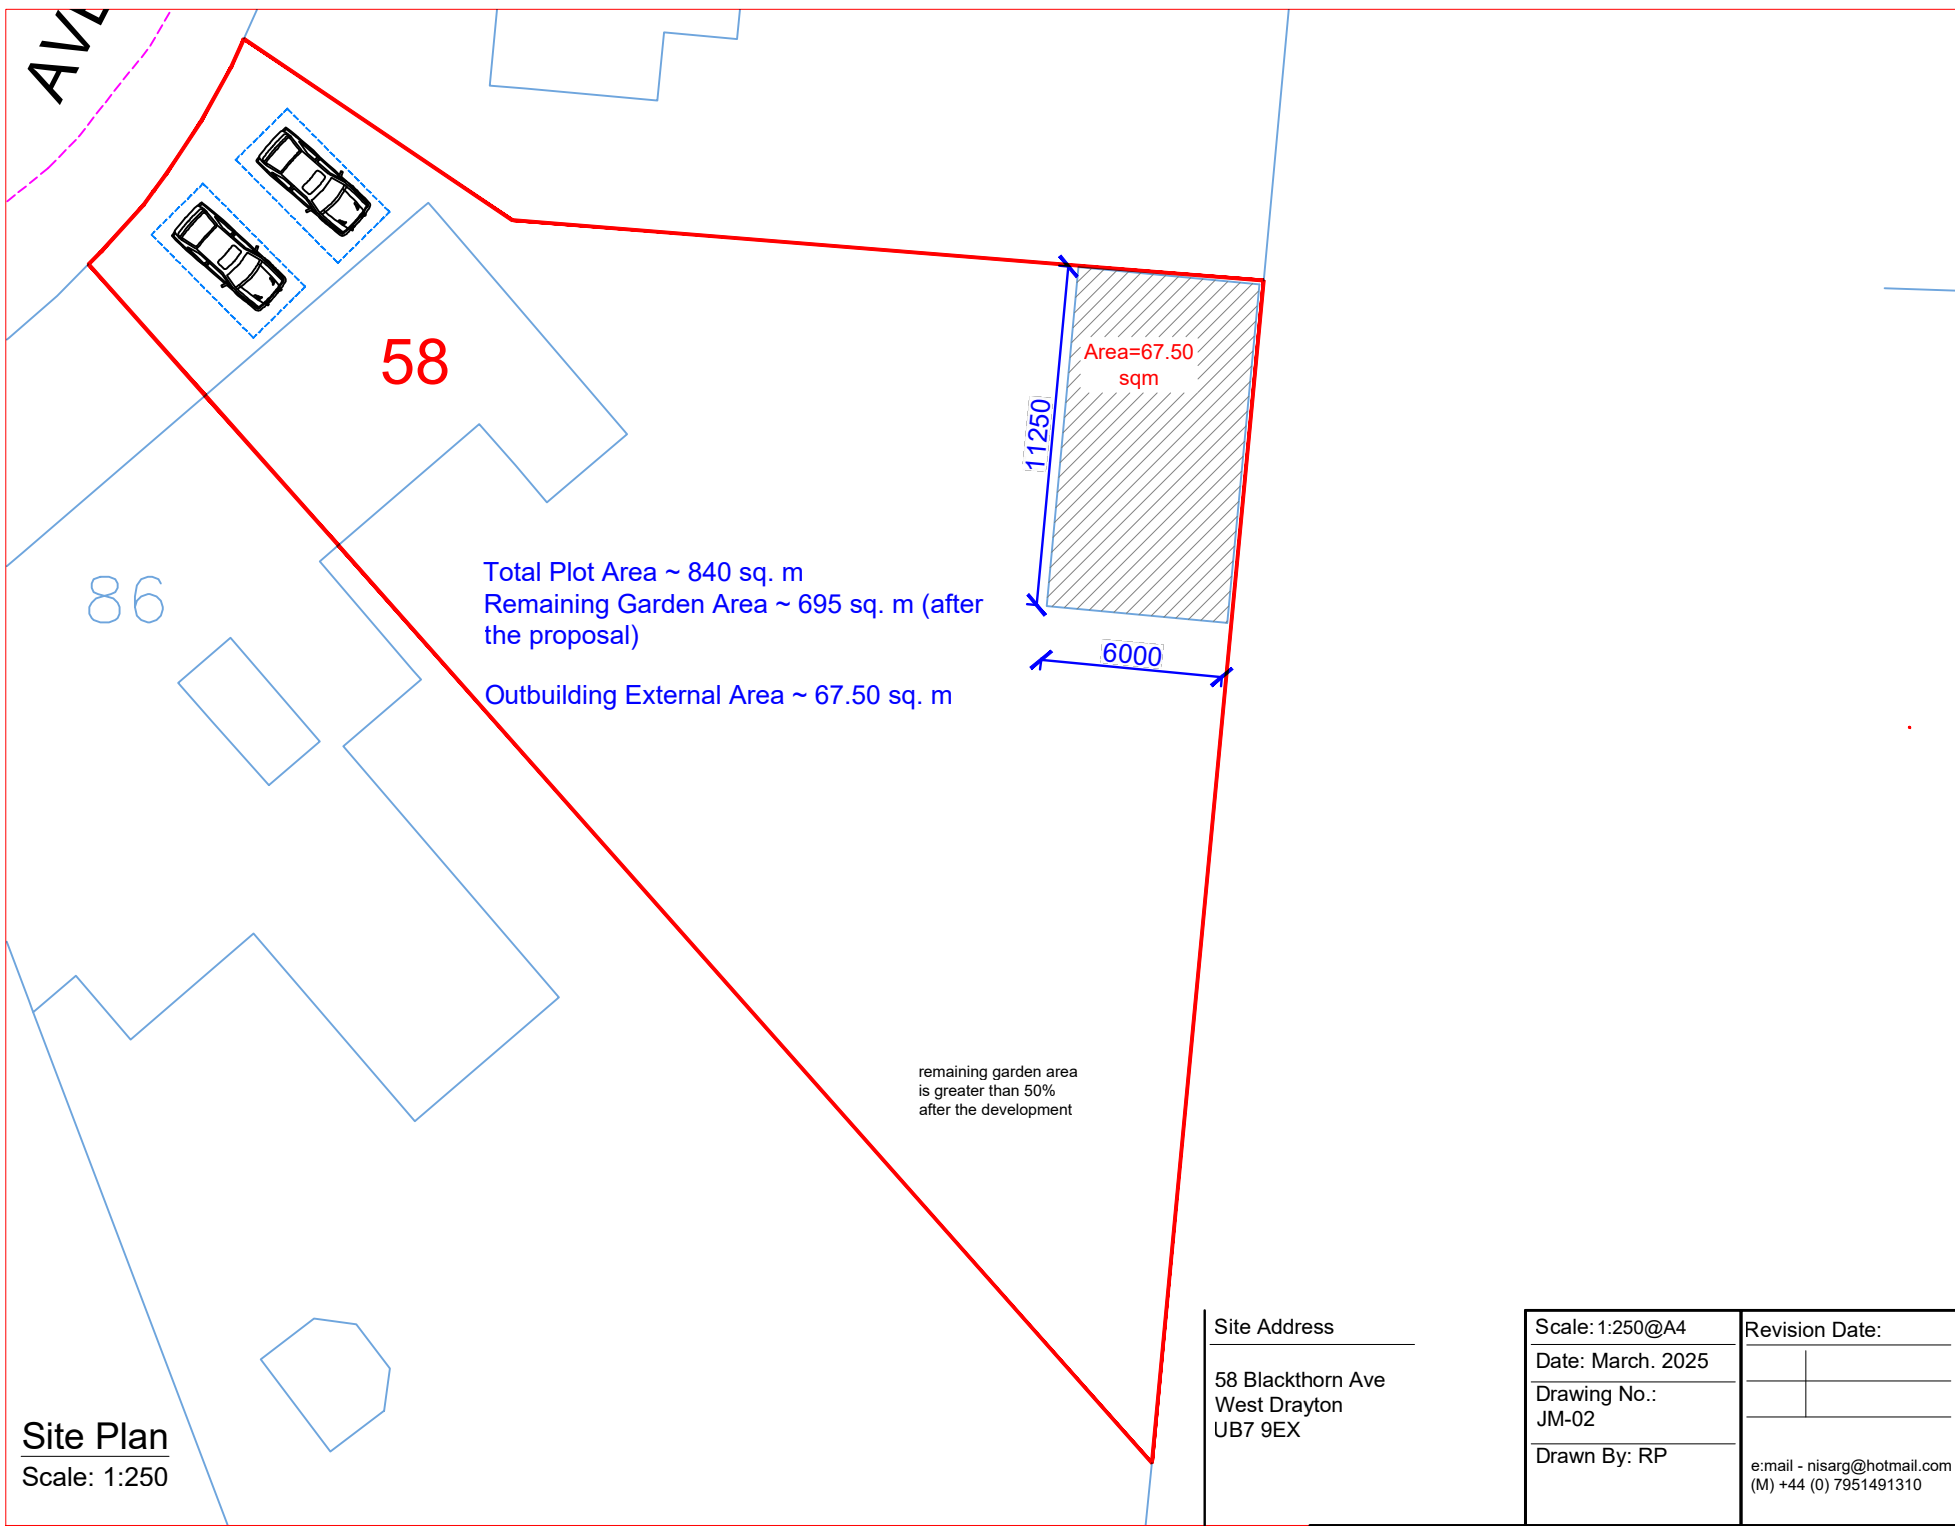 AVE
58
Area=67.50
sqm
11250
6000
Total Plot Area ~ 840 sq. m
Remaining Garden Area ~ 695 sq. m (after
the proposal)
Outbuilding External Area ~ 67.50 sq. m
86
remaining garden area
is greater than 50%
after the development
Site Plan
Scale: 1:250
Site Address
58 Blackthorn Ave
West Drayton
UB7 9EX
Scale: 1:250@A4
Date: March. 2025
Drawing No.:
JM-02
Drawn By: RP
Revision Date:
e:mail - nisarg@hotmail.com
(M) +44 (0) 7951491310